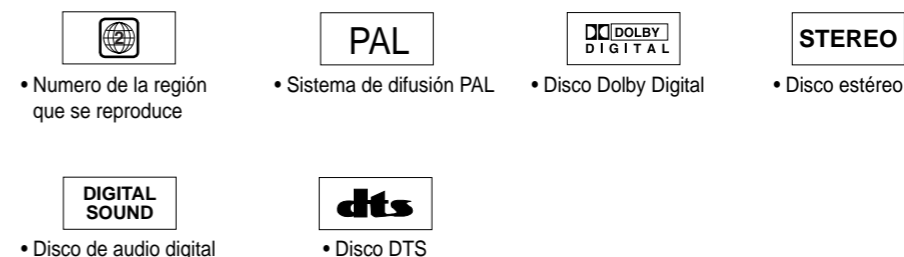 2
PAL
DOLBY
DIGITAL
STEREO
• Numero de la región
que se reproduce
• Sistema de difusión PAL
• Disco Dolby Digital
• Disco estéreo
DIGITAL
SOUND
dts
• Disco de audio digital
• Disco DTS